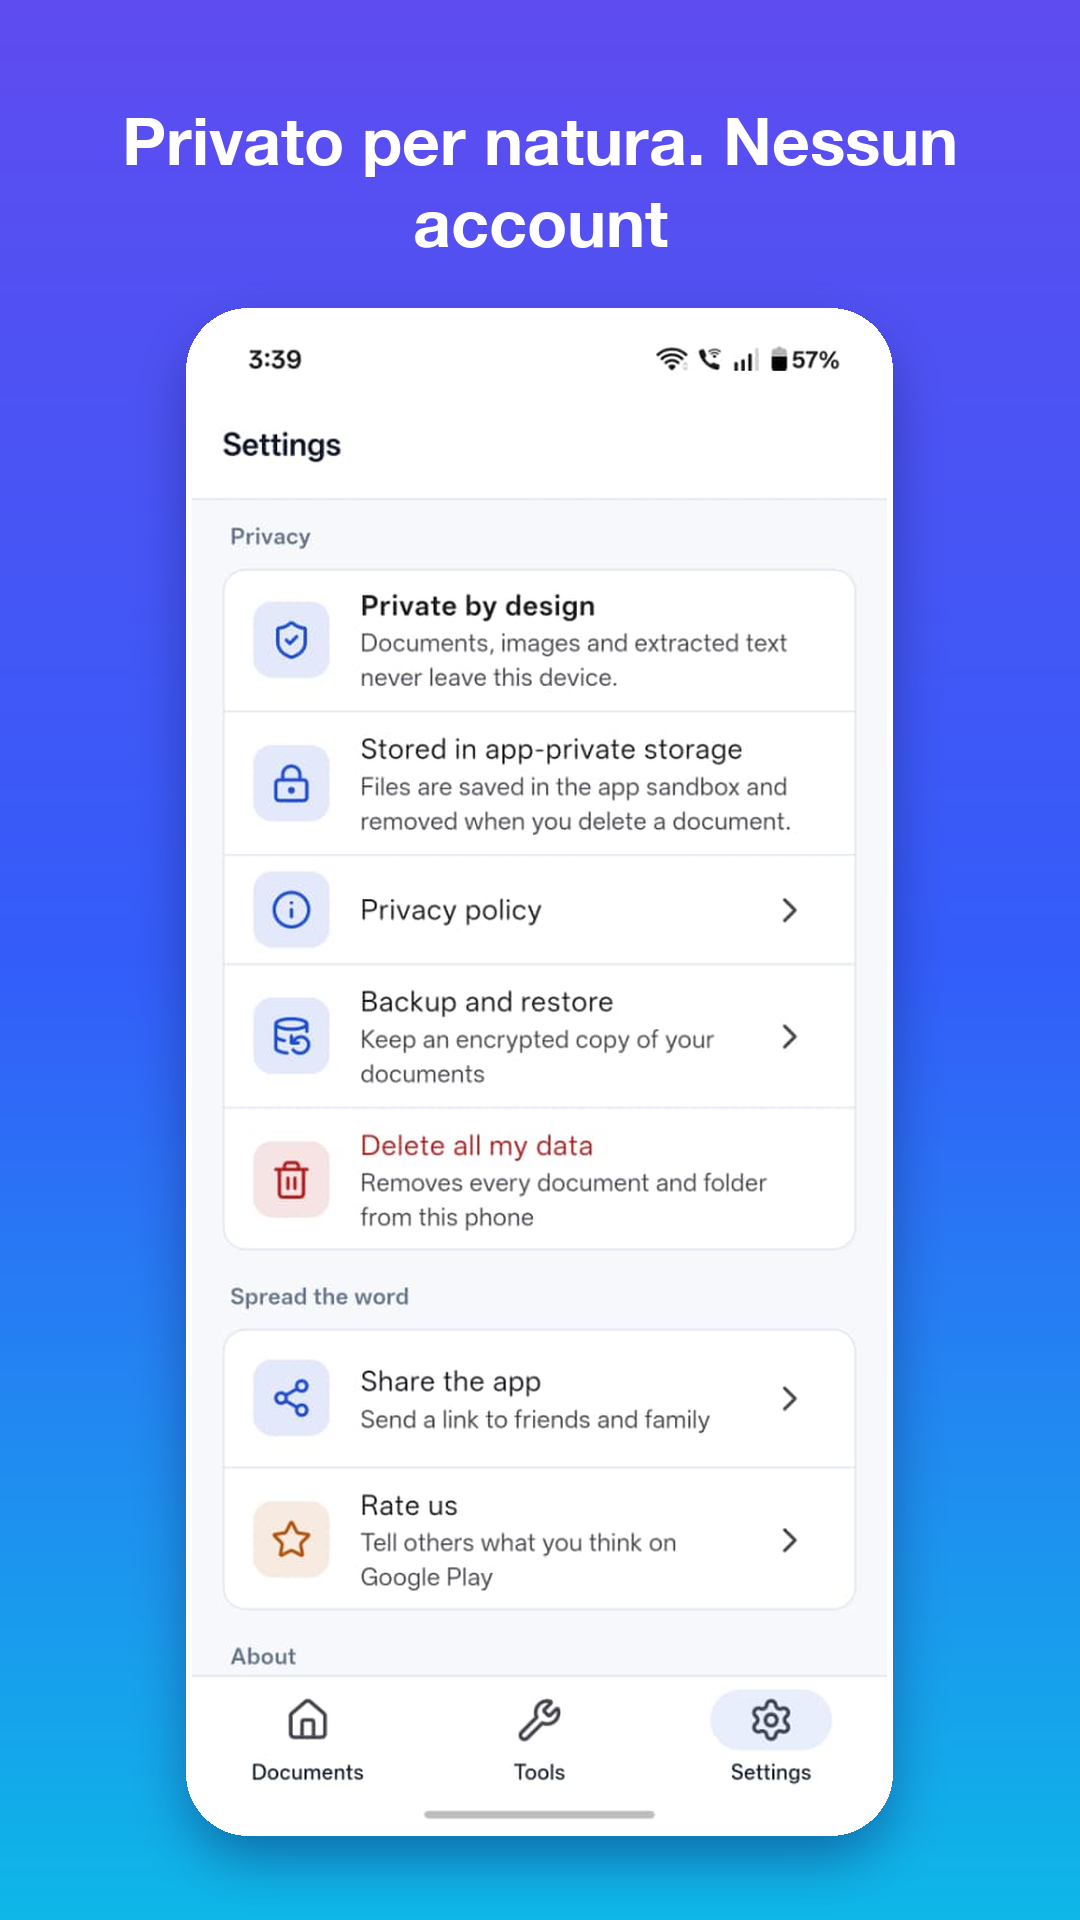 Privato per natura. Nessun
account
3:39
57%
Settings
Privacy
Private by design
Documents, images and extracted text
never leave this device.
Stored in app-private storage
Files are saved in the app sandbox and
removed when you delete a document.
Privacy policy
Backup and restore
Keep an encrypted copy of your
documents
Delete all my data
Removes every document and folder
from this phone
Spread the word
Share the app
Send a link to friends and family
Rate us
Tell others what you think on
Google Play
About
Documents
Tools
Settings